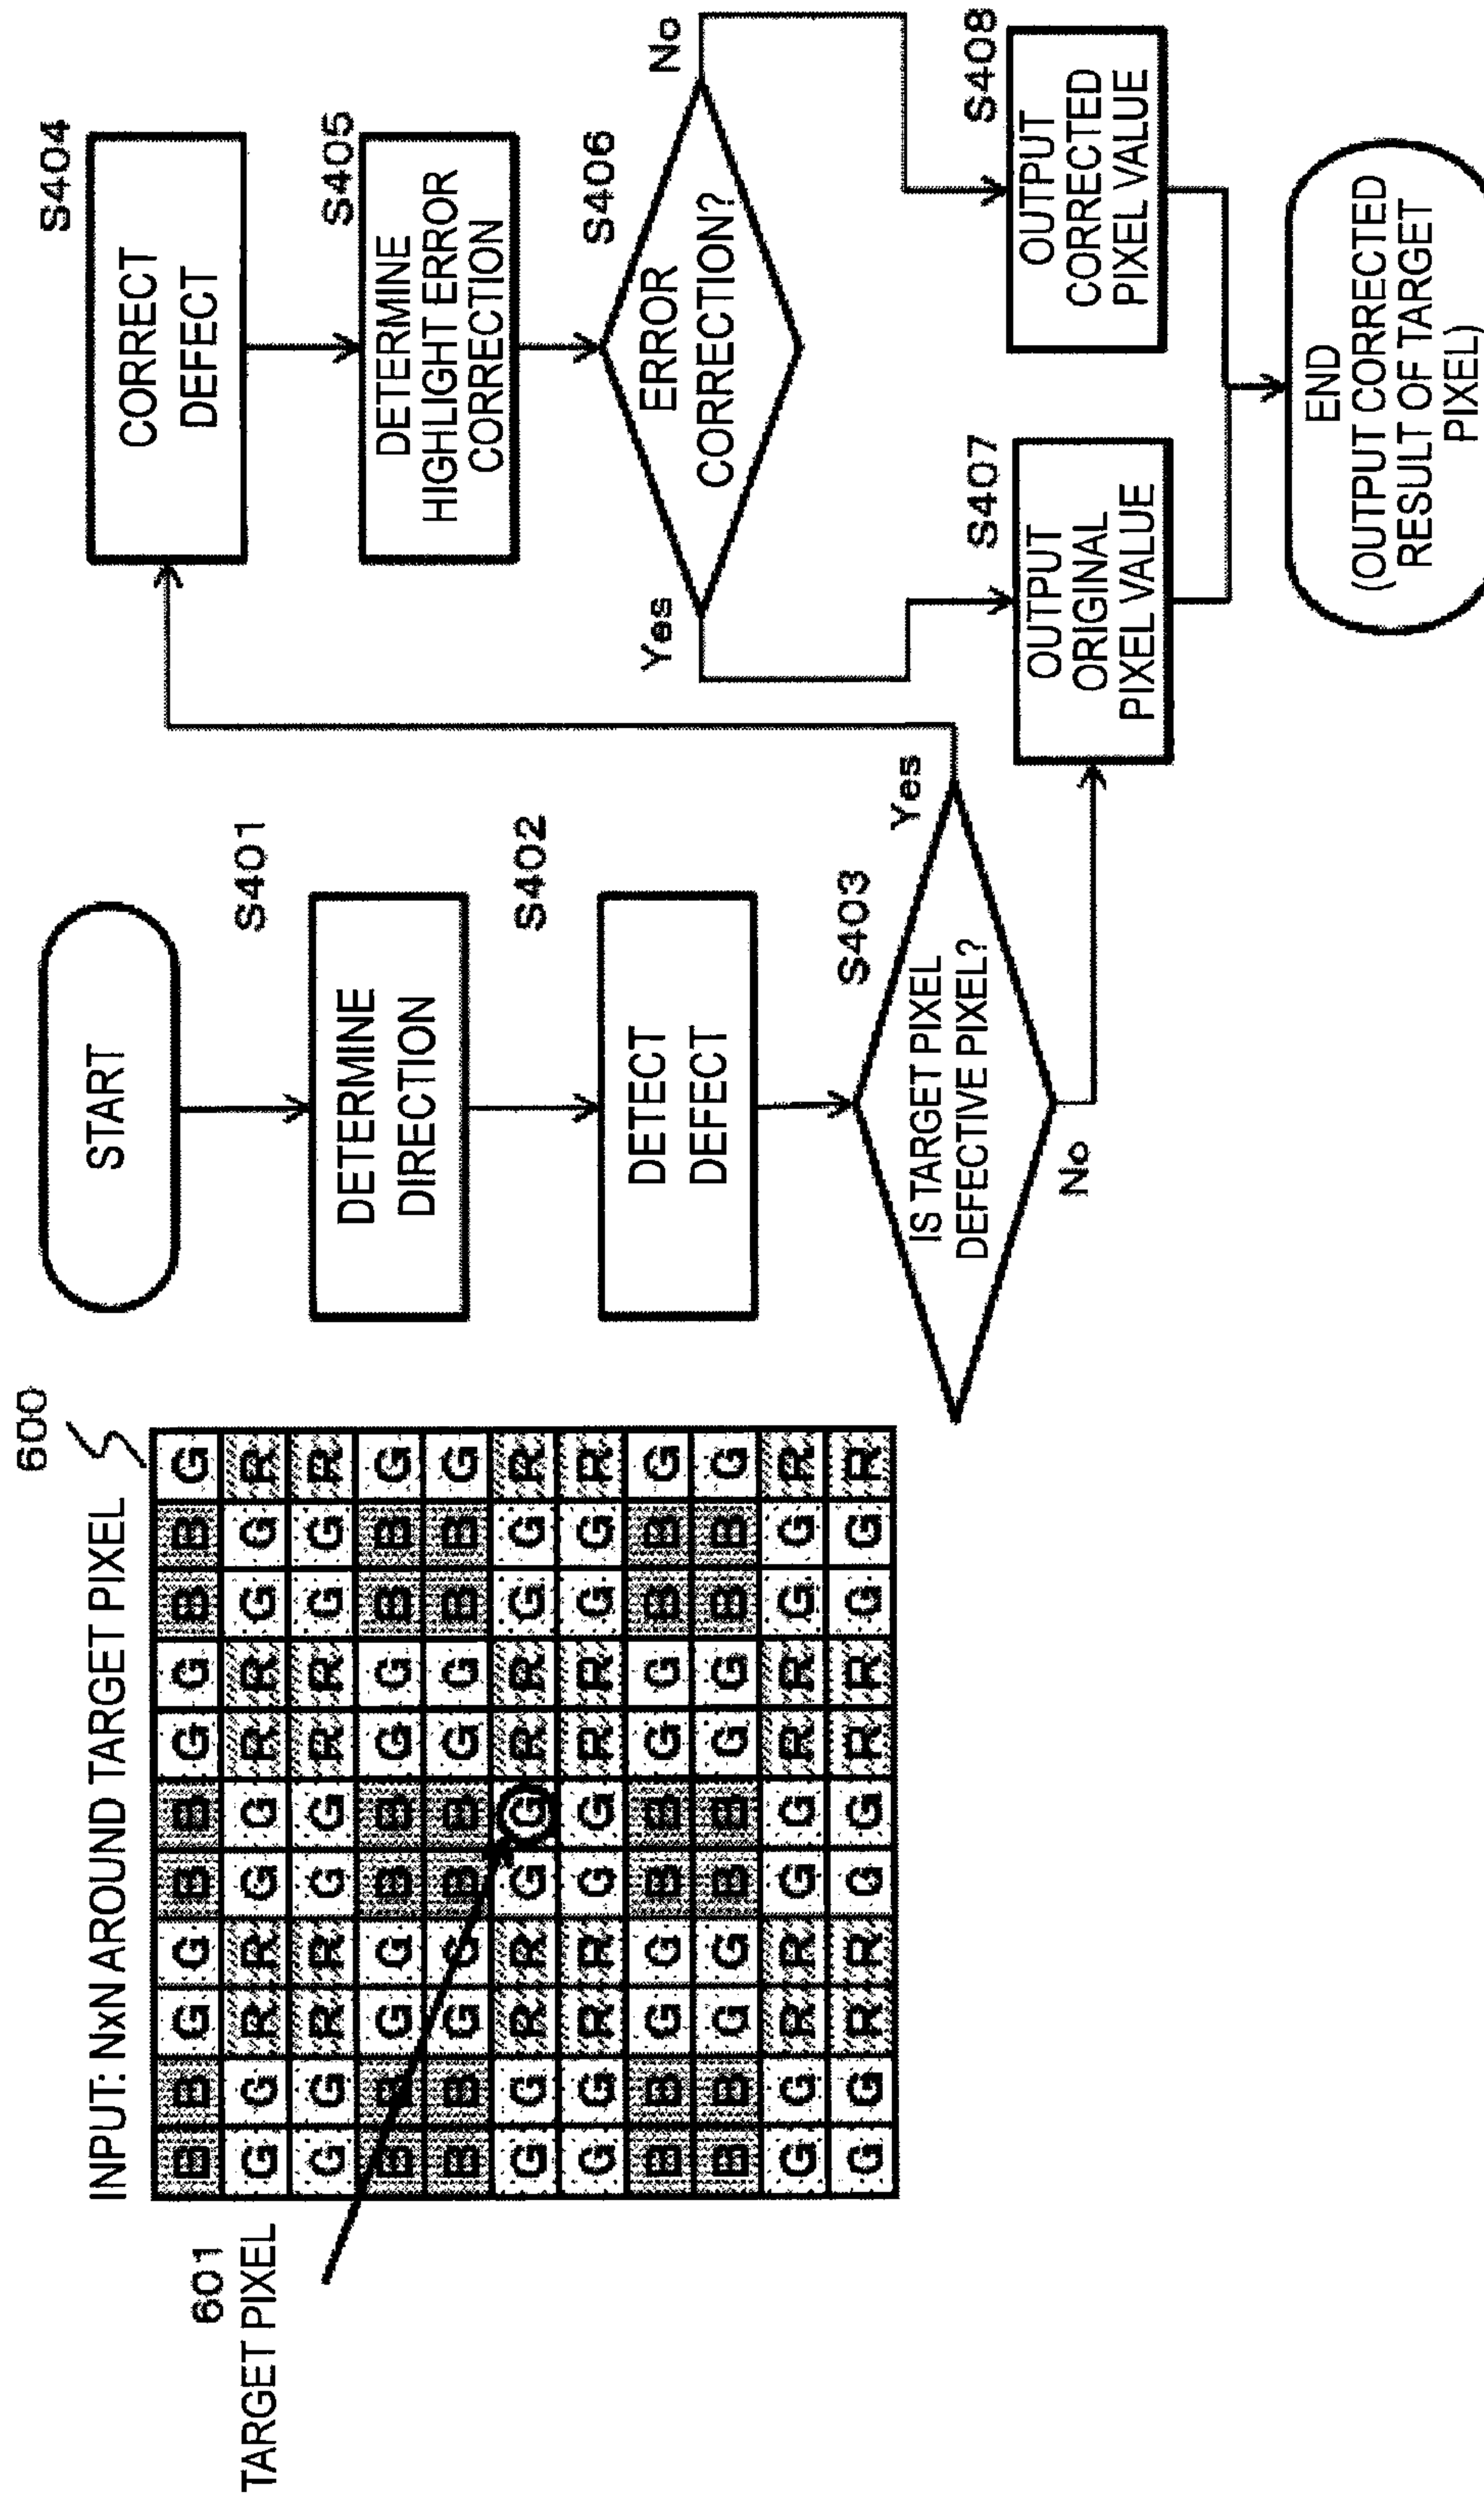 600
INPUT: NxN AROUND TARGET PIXEL
601
TARGET PIXEL
B B G G B B G G B B G
G G R R G G R R G G R
G G R R G G R R G G R
B B G G B B G G B B G
B B G G B B G G B B G
G G R R G G R R G G R
G G R R G G R R G G R
B B G G B B G G B B G
B B G G B B G G B B G
G G R R G G R R G G R
G G R R G G R R G G R
START
S401
DETERMINE
DIRECTION
S402
DETECT
DEFECT
S403
IS TARGET PIXEL
DEFECTIVE PIXEL?
Yes
No
S404
CORRECT
DEFECT
S405
DETERMINE
HIGHLIGHT ERROR
CORRECTION
S406
ERROR
CORRECTION?
Yes
No
S407
OUTPUT
ORIGINAL
PIXEL VALUE
S408
OUTPUT
CORRECTED
PIXEL VALUE
END
(OUTPUT CORRECTED
RESULT OF TARGET
PIXEL)